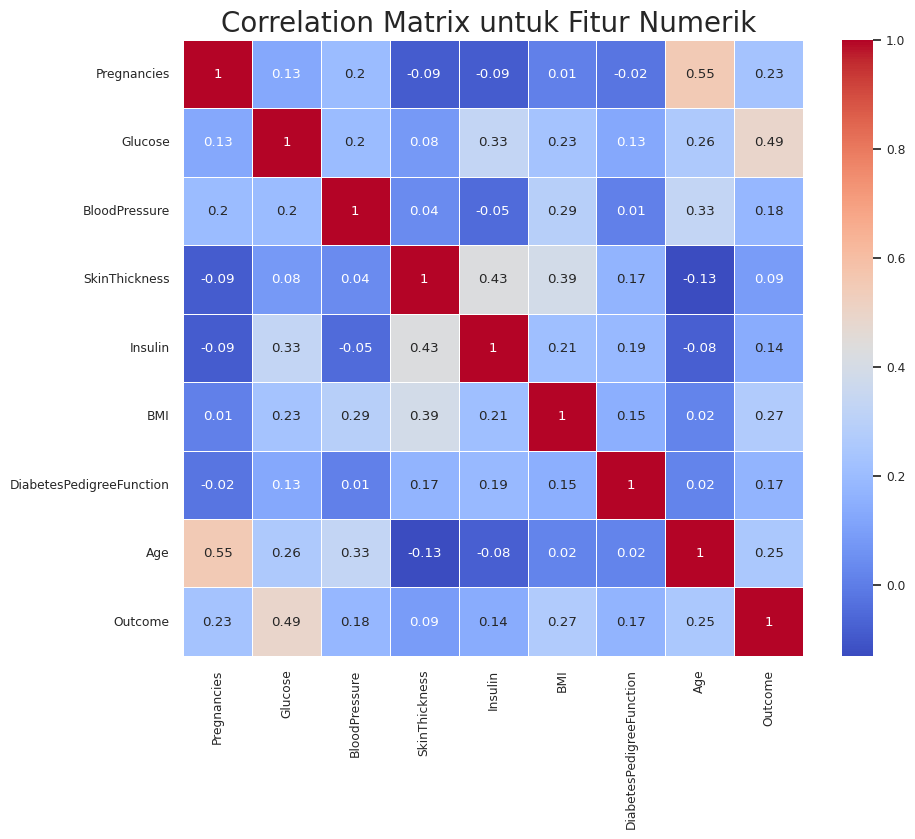 Correlation Matrix untuk Fitur Numerik
Pregnancies 1 0.13 0.2 -0.09 -0.09 0.01 -0.02 0.55 0.23
Glucose 0.13 1 0.2 0.08 0.33 0.23 0.13 0.26 0.49
BloodPressure 0.2 0.2 1 0.04 -0.05 0.29 0.01 0.33 0.18
SkinThickness -0.09 0.08 0.04 1 0.43 0.39 0.17 -0.13 0.09
Insulin -0.09 0.33 -0.05 0.43 1 0.21 0.19 -0.08 0.14
BMI 0.01 0.23 0.29 0.39 0.21 1 0.15 0.02 0.27
DiabetesPedigreeFunction -0.02 0.13 0.01 0.17 0.19 0.15 1 0.02 0.17
Age 0.55 0.26 0.33 -0.13 -0.08 0.02 0.02 1 0.25
Outcome 0.23 0.49 0.18 0.09 0.14 0.27 0.17 0.25 1
Pregnancies
Glucose
BloodPressure
SkinThickness
Insulin
BMI
DiabetesPedigreeFunction
Age
Outcome
1.0
0.8
0.6
0.4
0.2
0.0